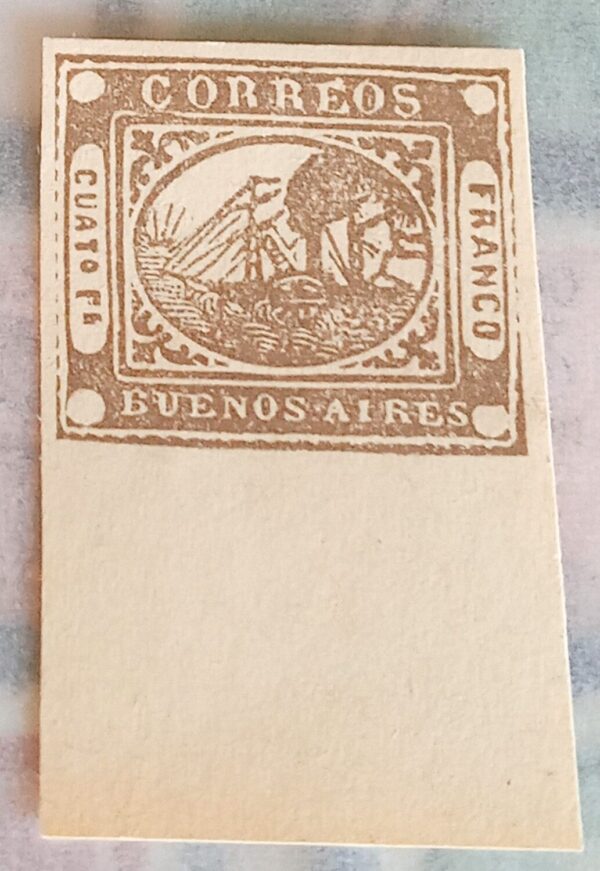 CORREOS
CUATO Ps
FRANCO
BUENOS AIRES